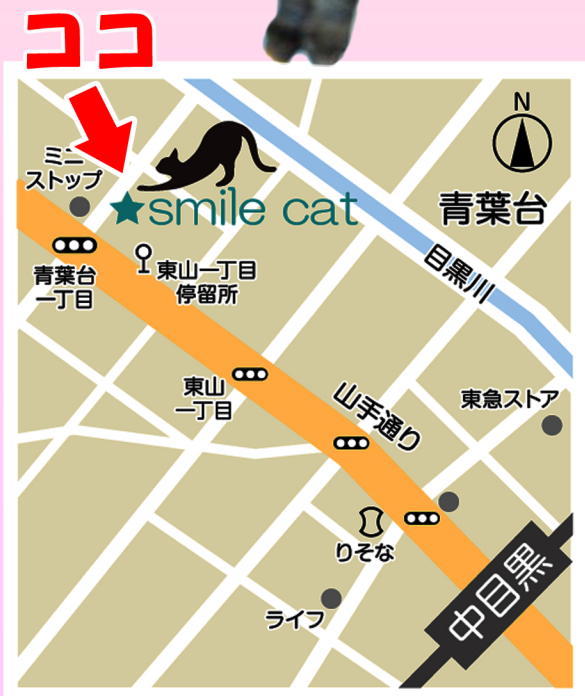 ココ
N
ミニ
ストップ
smile cat
青葉台
目黒川
青葉台
一丁目
東山一丁目
停留所
東山
一丁目
山手通り
東急ストア
りそな
ライフ
中目黒